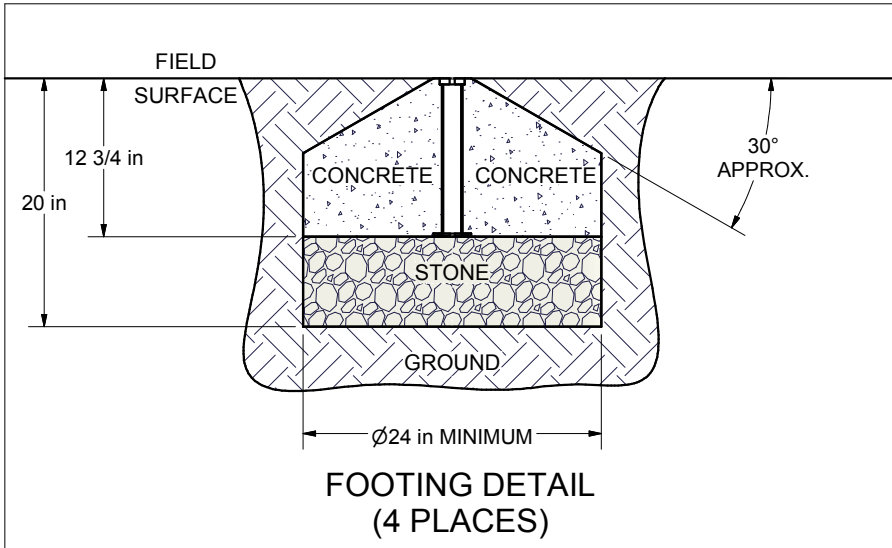 FIELD
SURFACE
12 3/4 in
20 in
CONCRETE
CONCRETE
30°
APPROX.
STONE
GROUND
Ø24 in MINIMUM
FOOTING DETAIL
(4 PLACES)